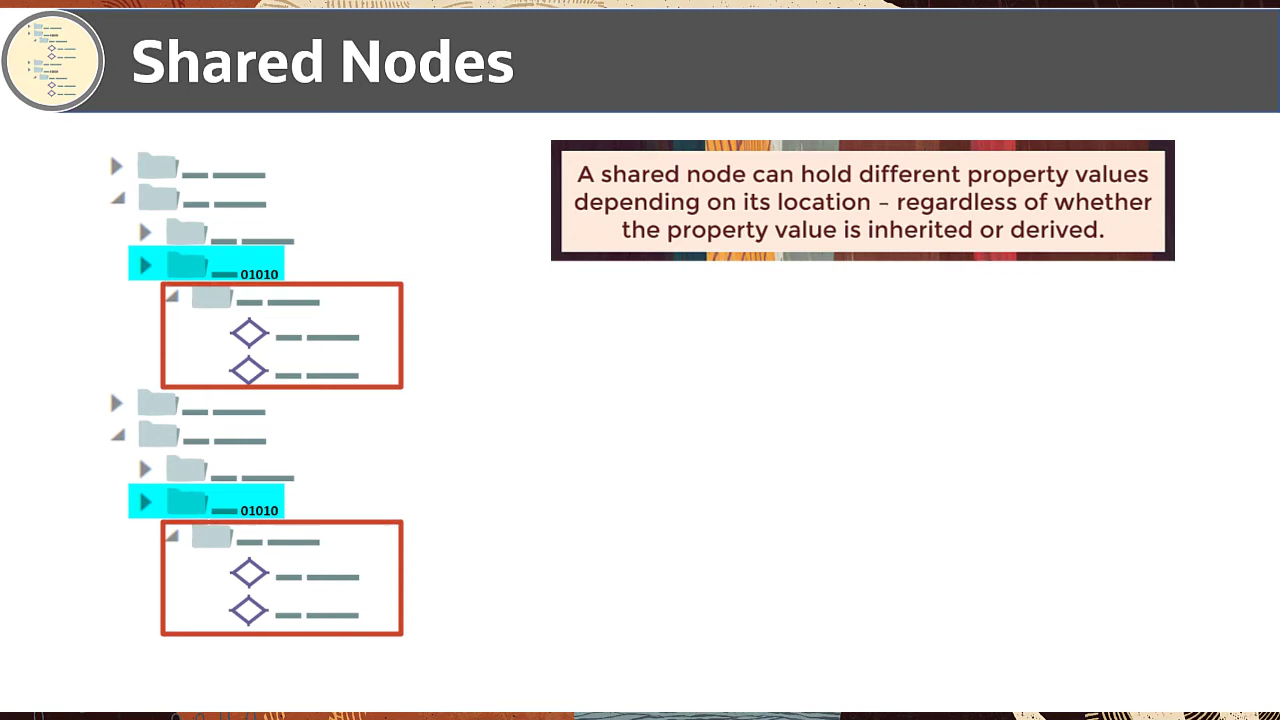 Shared Nodes
A shared node can hold different property values
depending on its location – regardless of whether
the property value is inherited or derived.
01010
01010